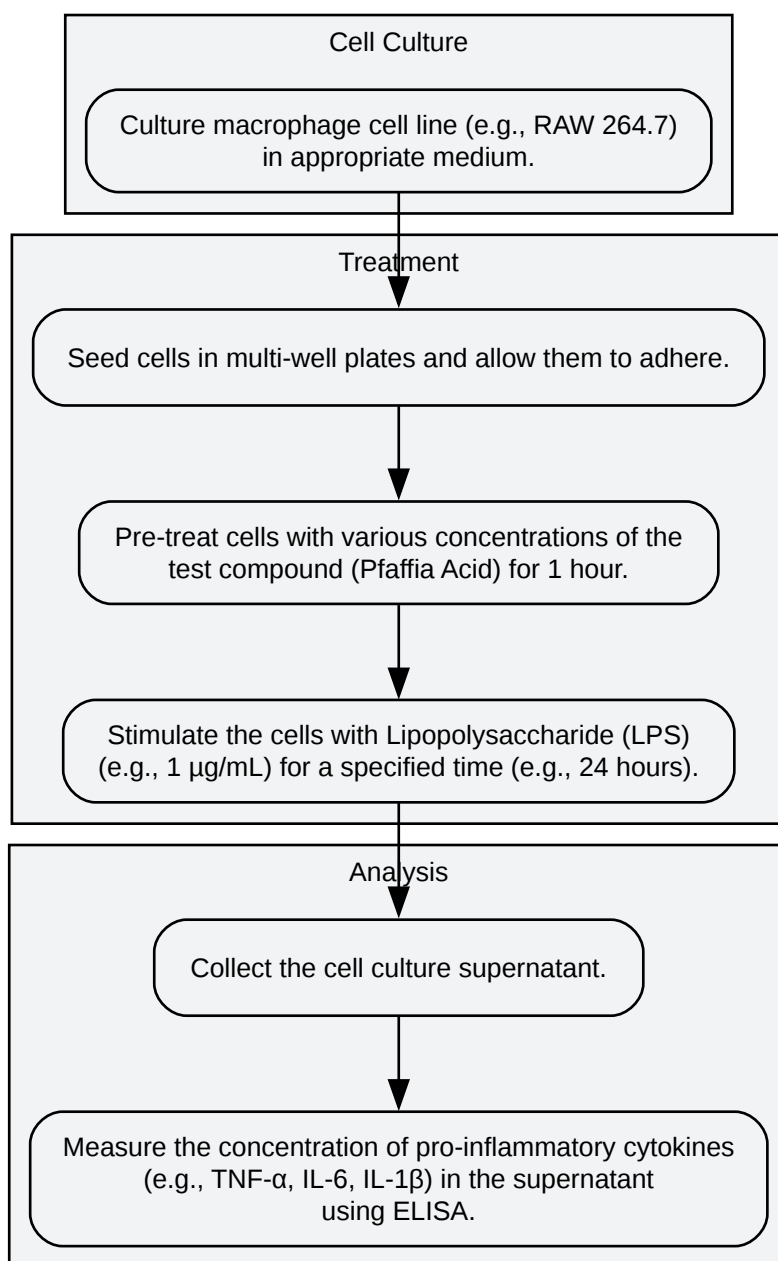 Cell Culture
Culture macrophage cell line (e.g., RAW 264.7)
in appropriate medium.
Treatment
Seed cells in multi-well plates and allow them to adhere.
Pre-treat cells with various concentrations of the
test compound (Pfaffia Acid) for 1 hour.
Stimulate the cells with Lipopolysaccharide (LPS)
(e.g., 1 µg/mL) for a specified time (e.g., 24 hours).
Analysis
Collect the cell culture supernatant.
Measure the concentration of pro-inflammatory cytokines
(e.g., TNF-α, IL-6, IL-1β) in the supernatant
using ELISA.